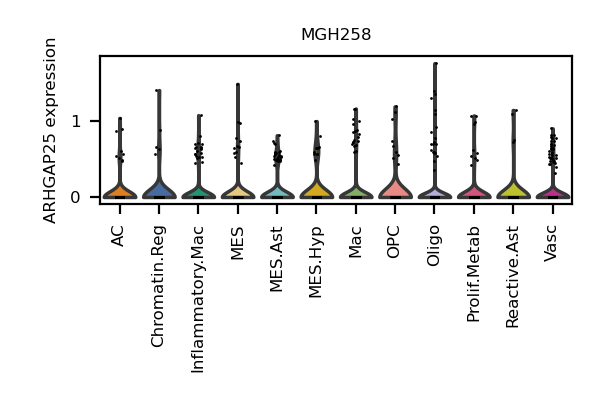 MGH258
ARHGAP25 expression
1
0
AC
Chromatin.Reg
Inflammatory.Mac
MES
MES.Ast
MES.Hyp
Mac
OPC
Oligo
Prolif.Metab
Reactive.Ast
Vasc